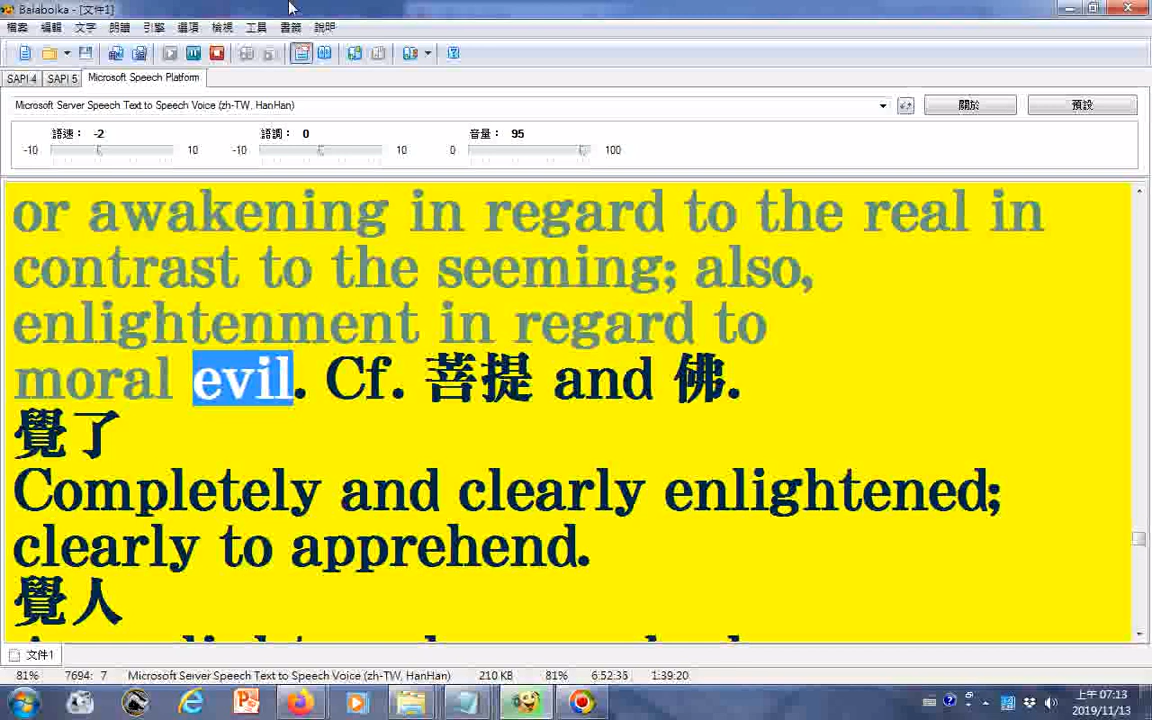 Balabolka - [文件1]
檔案 編輯 文字 朗讀 引擎 選項 檢視 工具 書籤 說明
SAPI 4 SAPI 5 Microsoft Speech Platform
Microsoft Server Speech Text to Speech Voice (zh-TW, HanHan) 關於 預設
語速： -2 語調： 0 音量： 95
-10 10 -10 10 0 100
or awakening in regard to the real in
contrast to the seeming; also,
enlightenment in regard to
moral evil. Cf. 菩提 and 佛.
覺了
Completely and clearly enlightened;
clearly to apprehend.
覺人
文件1
81% 7694: 7 Microsoft Server Speech Text to Speech Voice (zh-TW, HanHan) 210 KB 81% 6:52:35 1:39:20
上午 07:13
2019/11/13